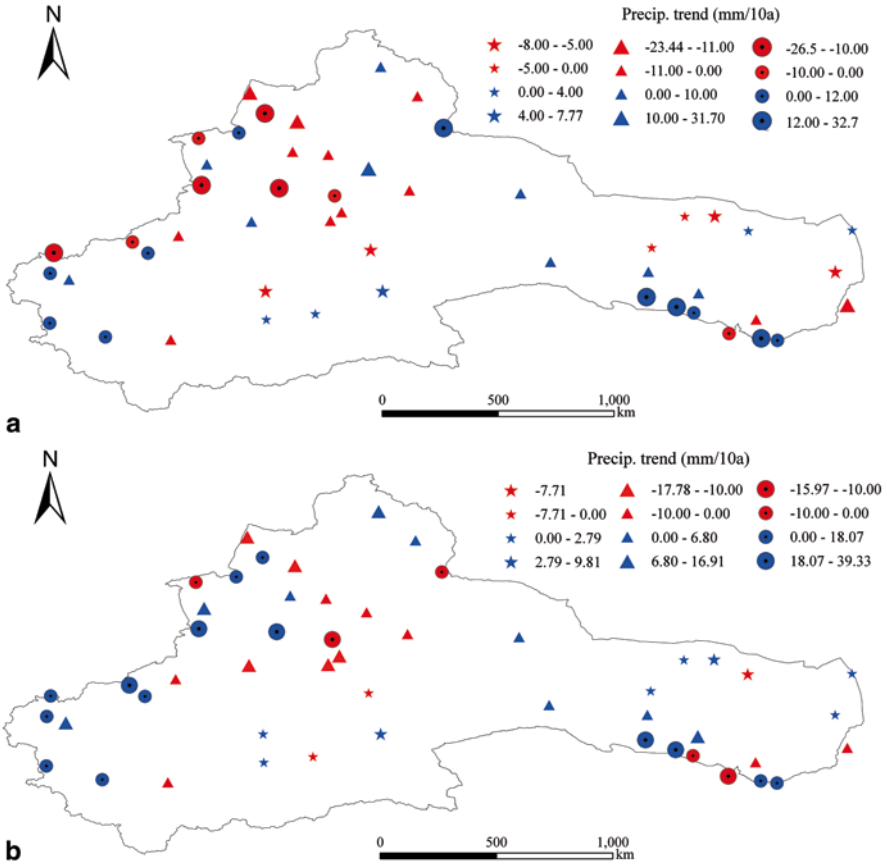 N
Precip. trend (mm/10a)
-8.00 - -5.00 -23.44 - -11.00 -26.5 - -10.00
-5.00 - 0.00 -11.00 - 0.00 -10.00 - 0.00
0.00 - 4.00 0.00 - 10.00 0.00 - 12.00
4.00 - 7.77 10.00 - 31.70 12.00 - 32.7
0 500 1,000
km
a
N
Precip. trend (mm/10a)
-7.71 -17.78 - -10.00 -15.97 - -10.00
-7.71 - 0.00 -10.00 - 0.00 -10.00 - 0.00
0.00 - 2.79 0.00 - 6.80 0.00 - 18.07
2.79 - 9.81 6.80 - 16.91 18.07 - 39.33
0 500 1,000
km
b